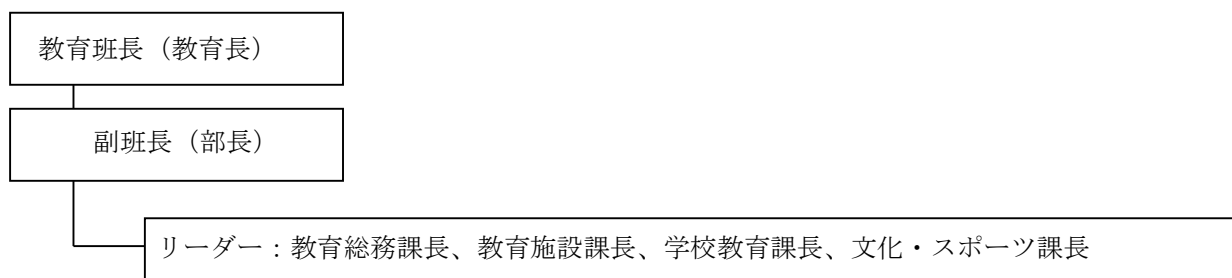 教育班長（教育長）
副班長（部長）
リーダー：教育総務課長、教育施設課長、学校教育課長、文化・スポーツ課長